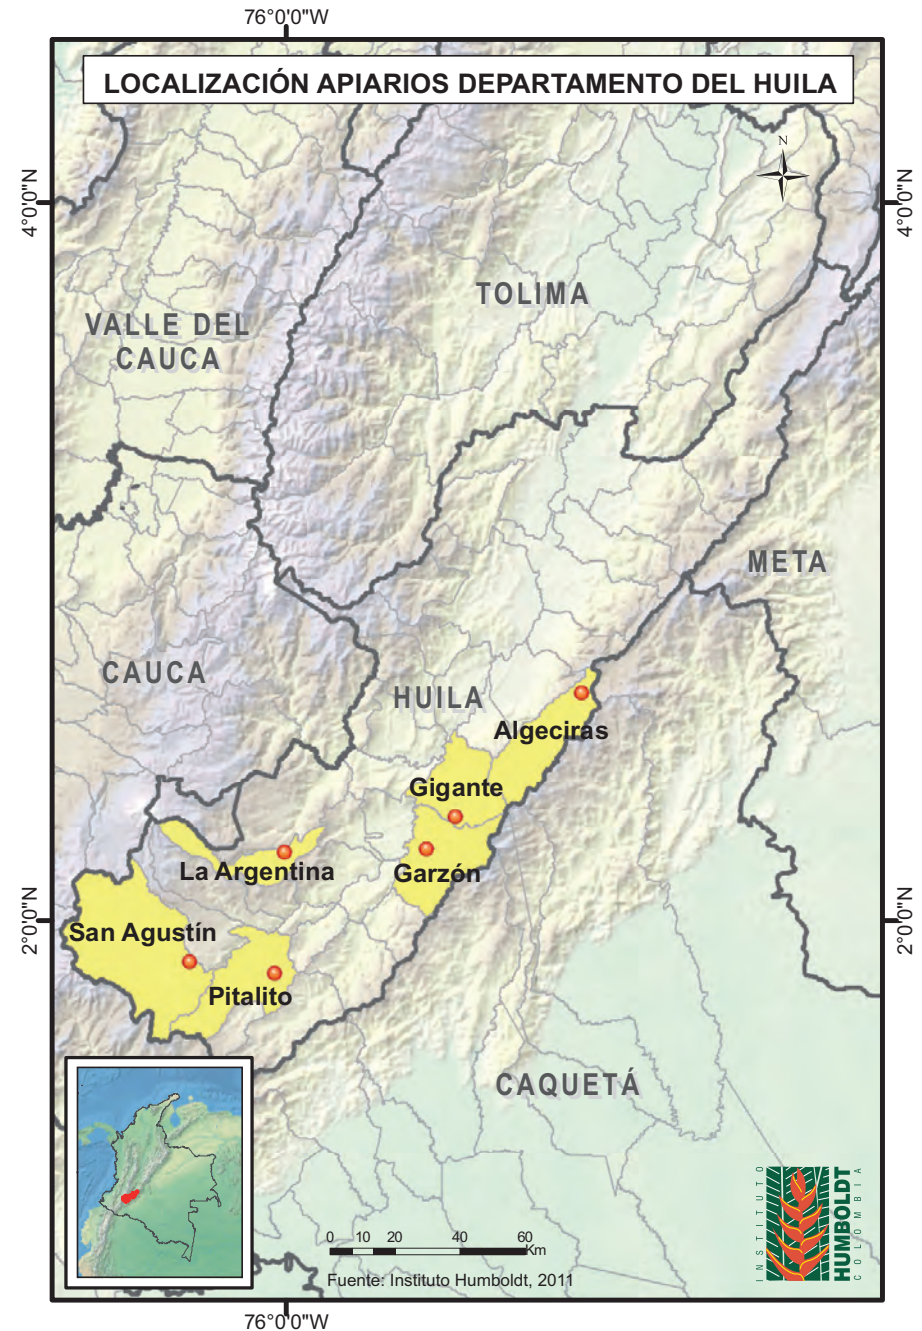 76°0'0"W
LOCALIZACIÓN APIARIOS DEPARTAMENTO DEL HUILA
N
4°0'0"N
4°0'0"N
TOLIMA
VALLE DEL
CAUCA
META
CAUCA
HUILA
Algeciras
Gigante
La Argentina
Garzón
2°0'0"N
2°0'0"N
San Agustín
Pitalito
CAQUETÁ
0 10 20 40 60
Km
Fuente: Instituto Humboldt, 2011
INSTITUTO
HUMBOLDT
COLOMBIA
76°0'0"W